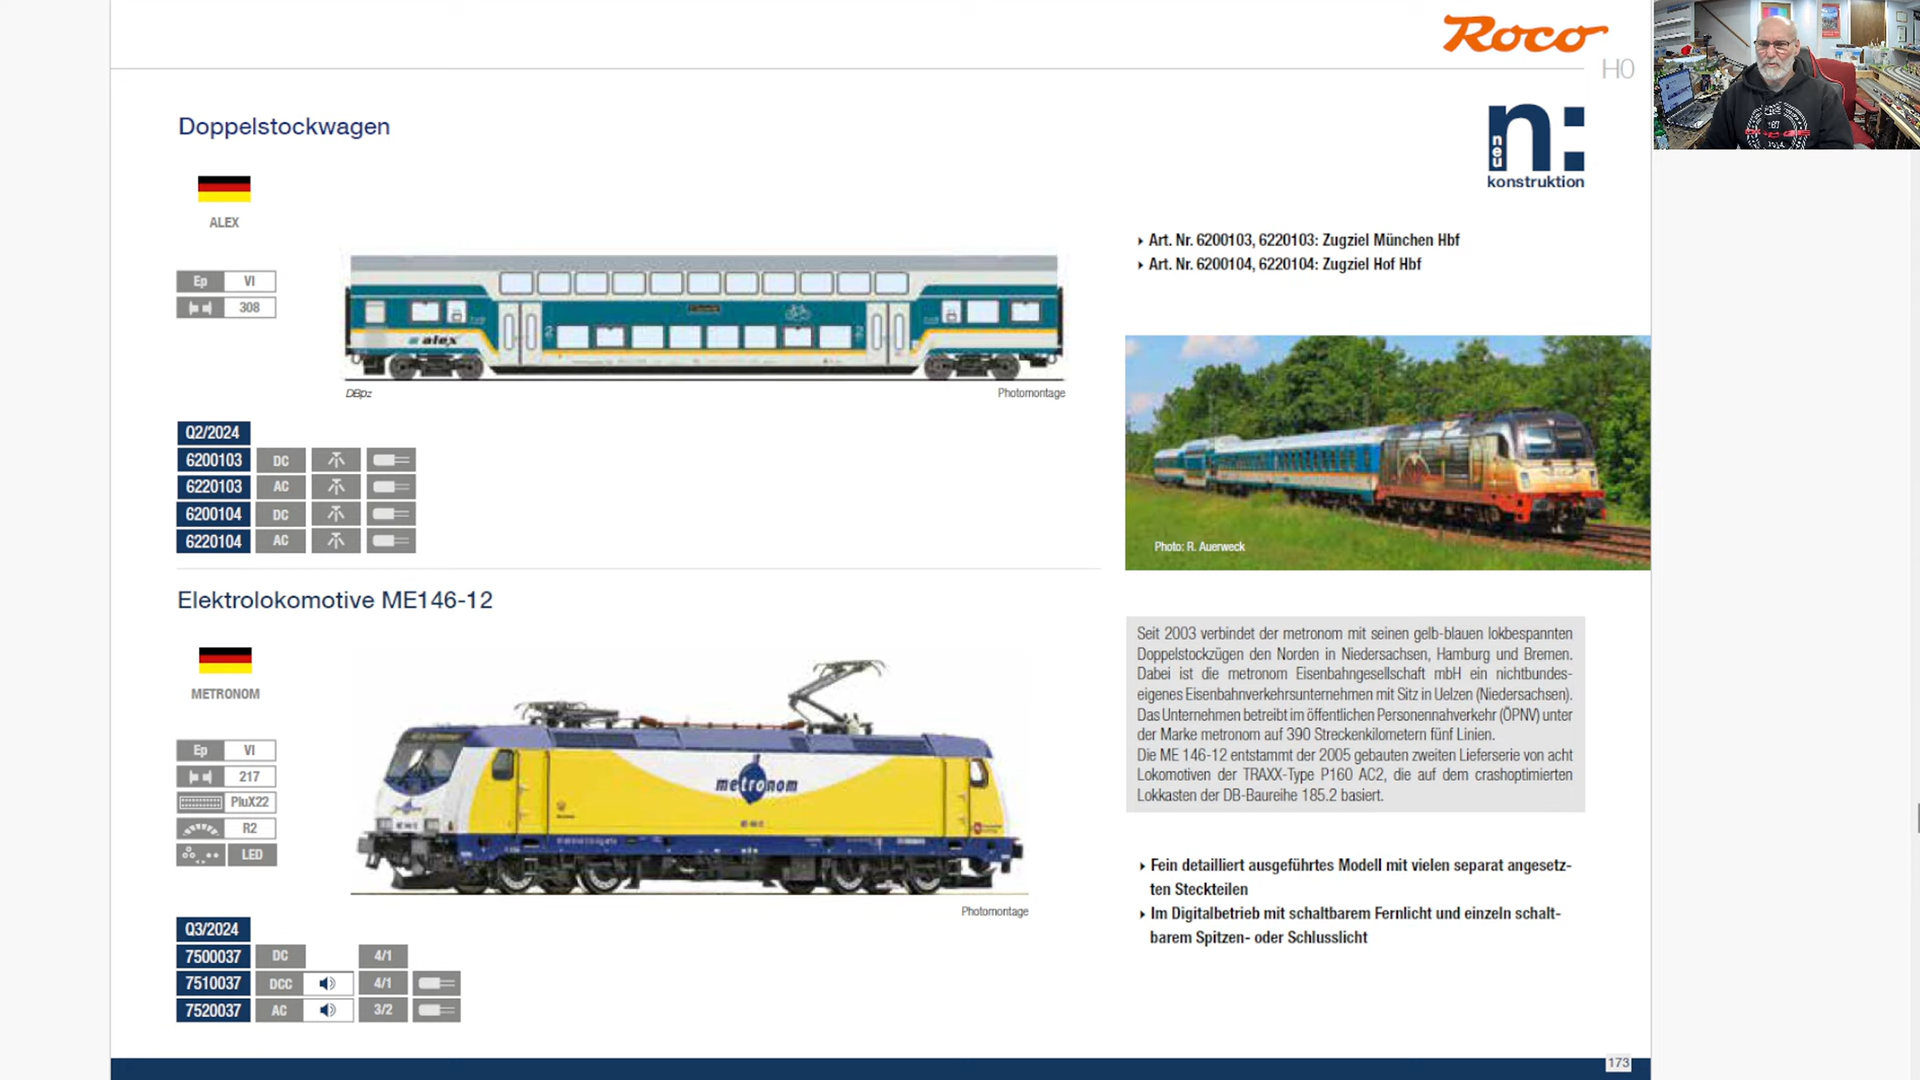 Roco
H0
Doppelstockwagen
n:
neu
konstruktion
ALEX
Ep VI
308
Art. Nr. 6200103, 6220103: Zugziel München Hbf
Art. Nr. 6200104, 6220104: Zugziel Hof Hbf
alex
DBpz
Photomontage
Q2/2024
6200103 DC
6220103 AC
6200104 DC
6220104 AC
Photo: R. Auerweck
Elektrolokomotive ME146-12
METRONOM
Ep VI
217
PluX22
R2
LED
metronom
Photomontage
Seit 2003 verbindet der metronom mit seinen gelb-blauen lokbespannten
Doppelstockzügen den Norden in Niedersachsen, Hamburg und Bremen.
Dabei ist die metronom Eisenbahngesellschaft mbH ein nichtbundes-
eigenes Eisenbahnverkehrsunternehmen mit Sitz in Uelzen (Niedersachsen).
Das Unternehmen betreibt im öffentlichen Personennahverkehr (ÖPNV) unter
der Marke metronom auf 390 Streckenkilometern fünf Linien.
Die ME 146-12 entstammt der 2005 gebauten zweiten Lieferserie von acht
Lokomotiven der TRAXX-Type P160 AC2, die auf dem crashoptimierten
Lokkasten der DB-Baureihe 185.2 basiert.
Fein detailliert ausgeführtes Modell mit vielen separat angesetz-
ten Steckteilen
Im Digitalbetrieb mit schaltbarem Fernlicht und einzeln schalt-
barem Spitzen- oder Schlusslicht
Q3/2024
7500037 DC 4/1
7510037 DCC 4/1
7520037 AC 3/2
173